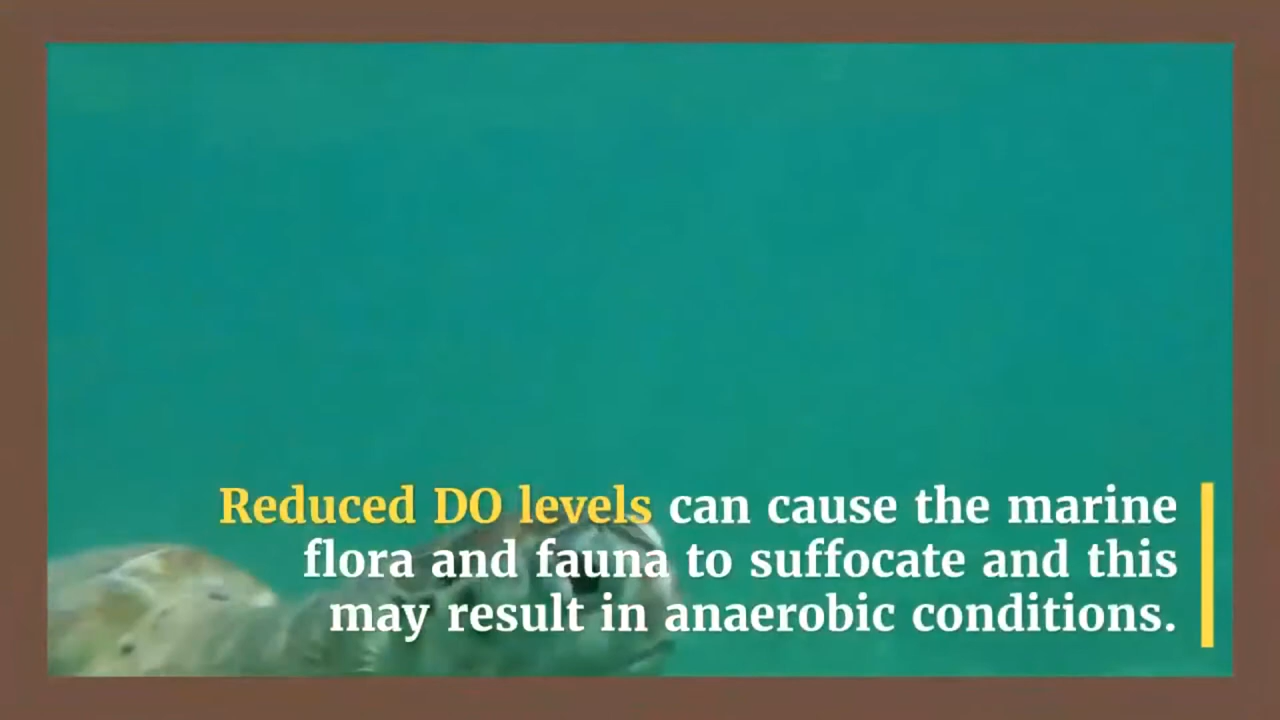 Reduced DO levels can cause the marine
flora and fauna to suffocate and this
may result in anaerobic conditions.